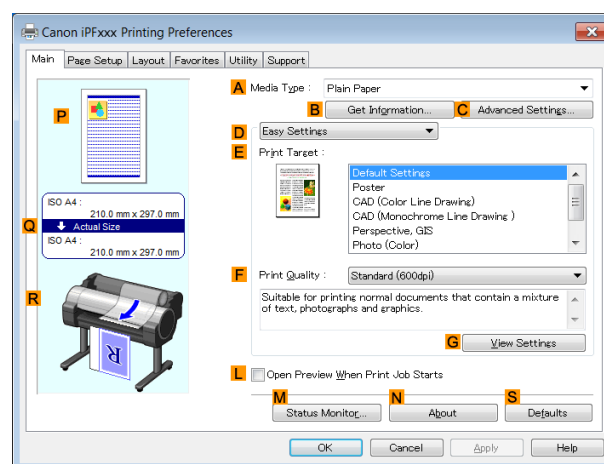 Canon iPFxxx Printing Preferences
Main Page Setup Layout Favorites Utility Support
A Media Type : Plain Paper
B Get Information... C Advanced Settings...
D Easy Settings
E Print Target :
Default Settings
Poster
CAD (Color Line Drawing)
CAD (Monochrome Line Drawing )
Perspective, GIS
Photo (Color)
P
ISO A4 :
210.0 mm x 297.0 mm
Q Actual Size
ISO A4 :
210.0 mm x 297.0 mm
R
R
F Print Quality : Standard (600dpi)
Suitable for printing normal documents that contain a mixture
of text, photographs and graphics.
G View Settings
L Open Preview When Print Job Starts
M Status Monitor... N About S Defaults
OK Cancel Apply Help